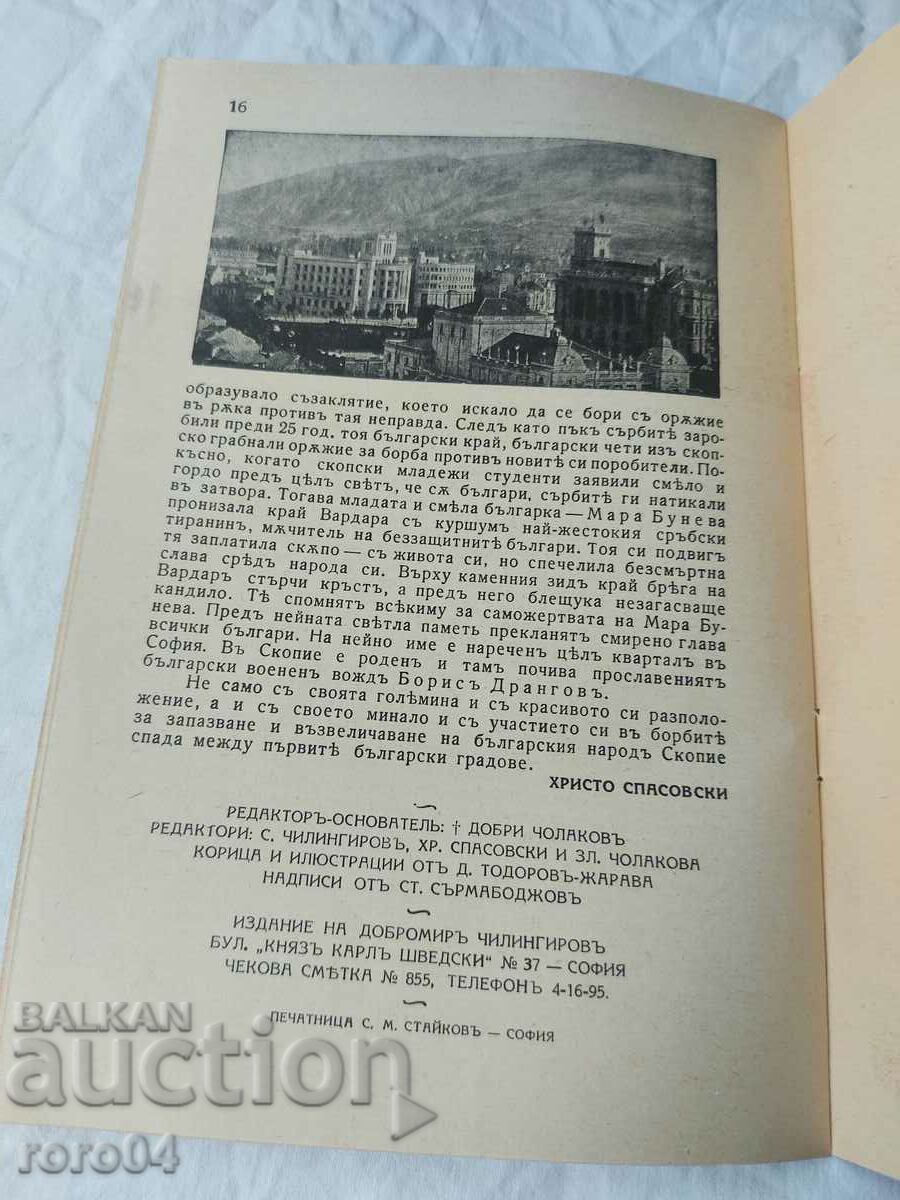 16
образувало съзаклятие, което искало да се бори съ орѫжие
въ рѫка противъ тая неправда. Следъ като пъкъ сърбитѣ заро-
били преди 25 год. тоя български край, български чети изъ скоп-
ско грабнали орѫжие за борба противъ новитѣ си поробители. По-
късно, когато скопски младежи студенти заявили смѣло и
гордо предъ цѣлъ свѣтъ, че сѫ българи, сърбитѣ ги натикали
въ затвора. Тогава младата и смѣла българка — Мара Бунева
пронизала край Вардара съ куршумъ най-жестокия сръбски
тиранинъ, мѫчитель на беззащитнитѣ българи. Тоя си подвигъ
тя заплатила скѫпо — съ живота си, но спечелила безсмъртна
слава срѣдъ народа си. Върху каменния зидъ край брѣга на
Вардаръ стърчи кръстъ, а предъ него блещука незагасваще
кандило. Тѣ спомнятъ всѣкиму за саможертвата на Мара Бу-
нева. Предъ нейната свѣтла паметь прекланятъ смирено глава
всички българи. На нейно име е нареченъ цѣлъ кварталъ въ
София. Въ Скопие е роденъ и тамъ почива прославениятъ
български военен̀ъ вождъ Борисъ Дранговъ.
Не само съ своята голѣмина и съ красивото си разполо-
жение, а и съ своето минало и съ участието си въ борбитѣ
за запазване и възвеличаване на българския народъ Скопие
спада между първитѣ български градове.
ХРИСТО СПАСОВСКИ
РЕДАКТОРЪ-ОСНОВАТЕЛЬ: † ДОБРИ ЧОЛАКОВЪ
РЕДАКТОРИ: С. ЧИЛИНГИРОВЪ, ХР. СПАСОВСКИ И ЗЛ. ЧОЛАКОВА
КОРИЦА И ИЛЮСТРАЦИИ ОТЪ Д. ТОДОРОВЪ-ЖАРАВА
НАДПИСИ ОТЪ СТ. СЪРМАБОДЖОВЪ
ИЗДАНИЕ НА ДОБРОМИРЪ ЧИЛИНГИРОВЪ
БУЛ. „КНЯЗЪ КАРЛЪ ШВЕДСКИ“ № 37 — СОФИЯ
ЧЕКОВА СМѢТКА № 855, ТЕЛЕФОНЪ 4-16-95.
ПЕЧАТНИЦА С. М. СТАЙКОВЪ — СОФИЯ
BALKAN
auction
roro04